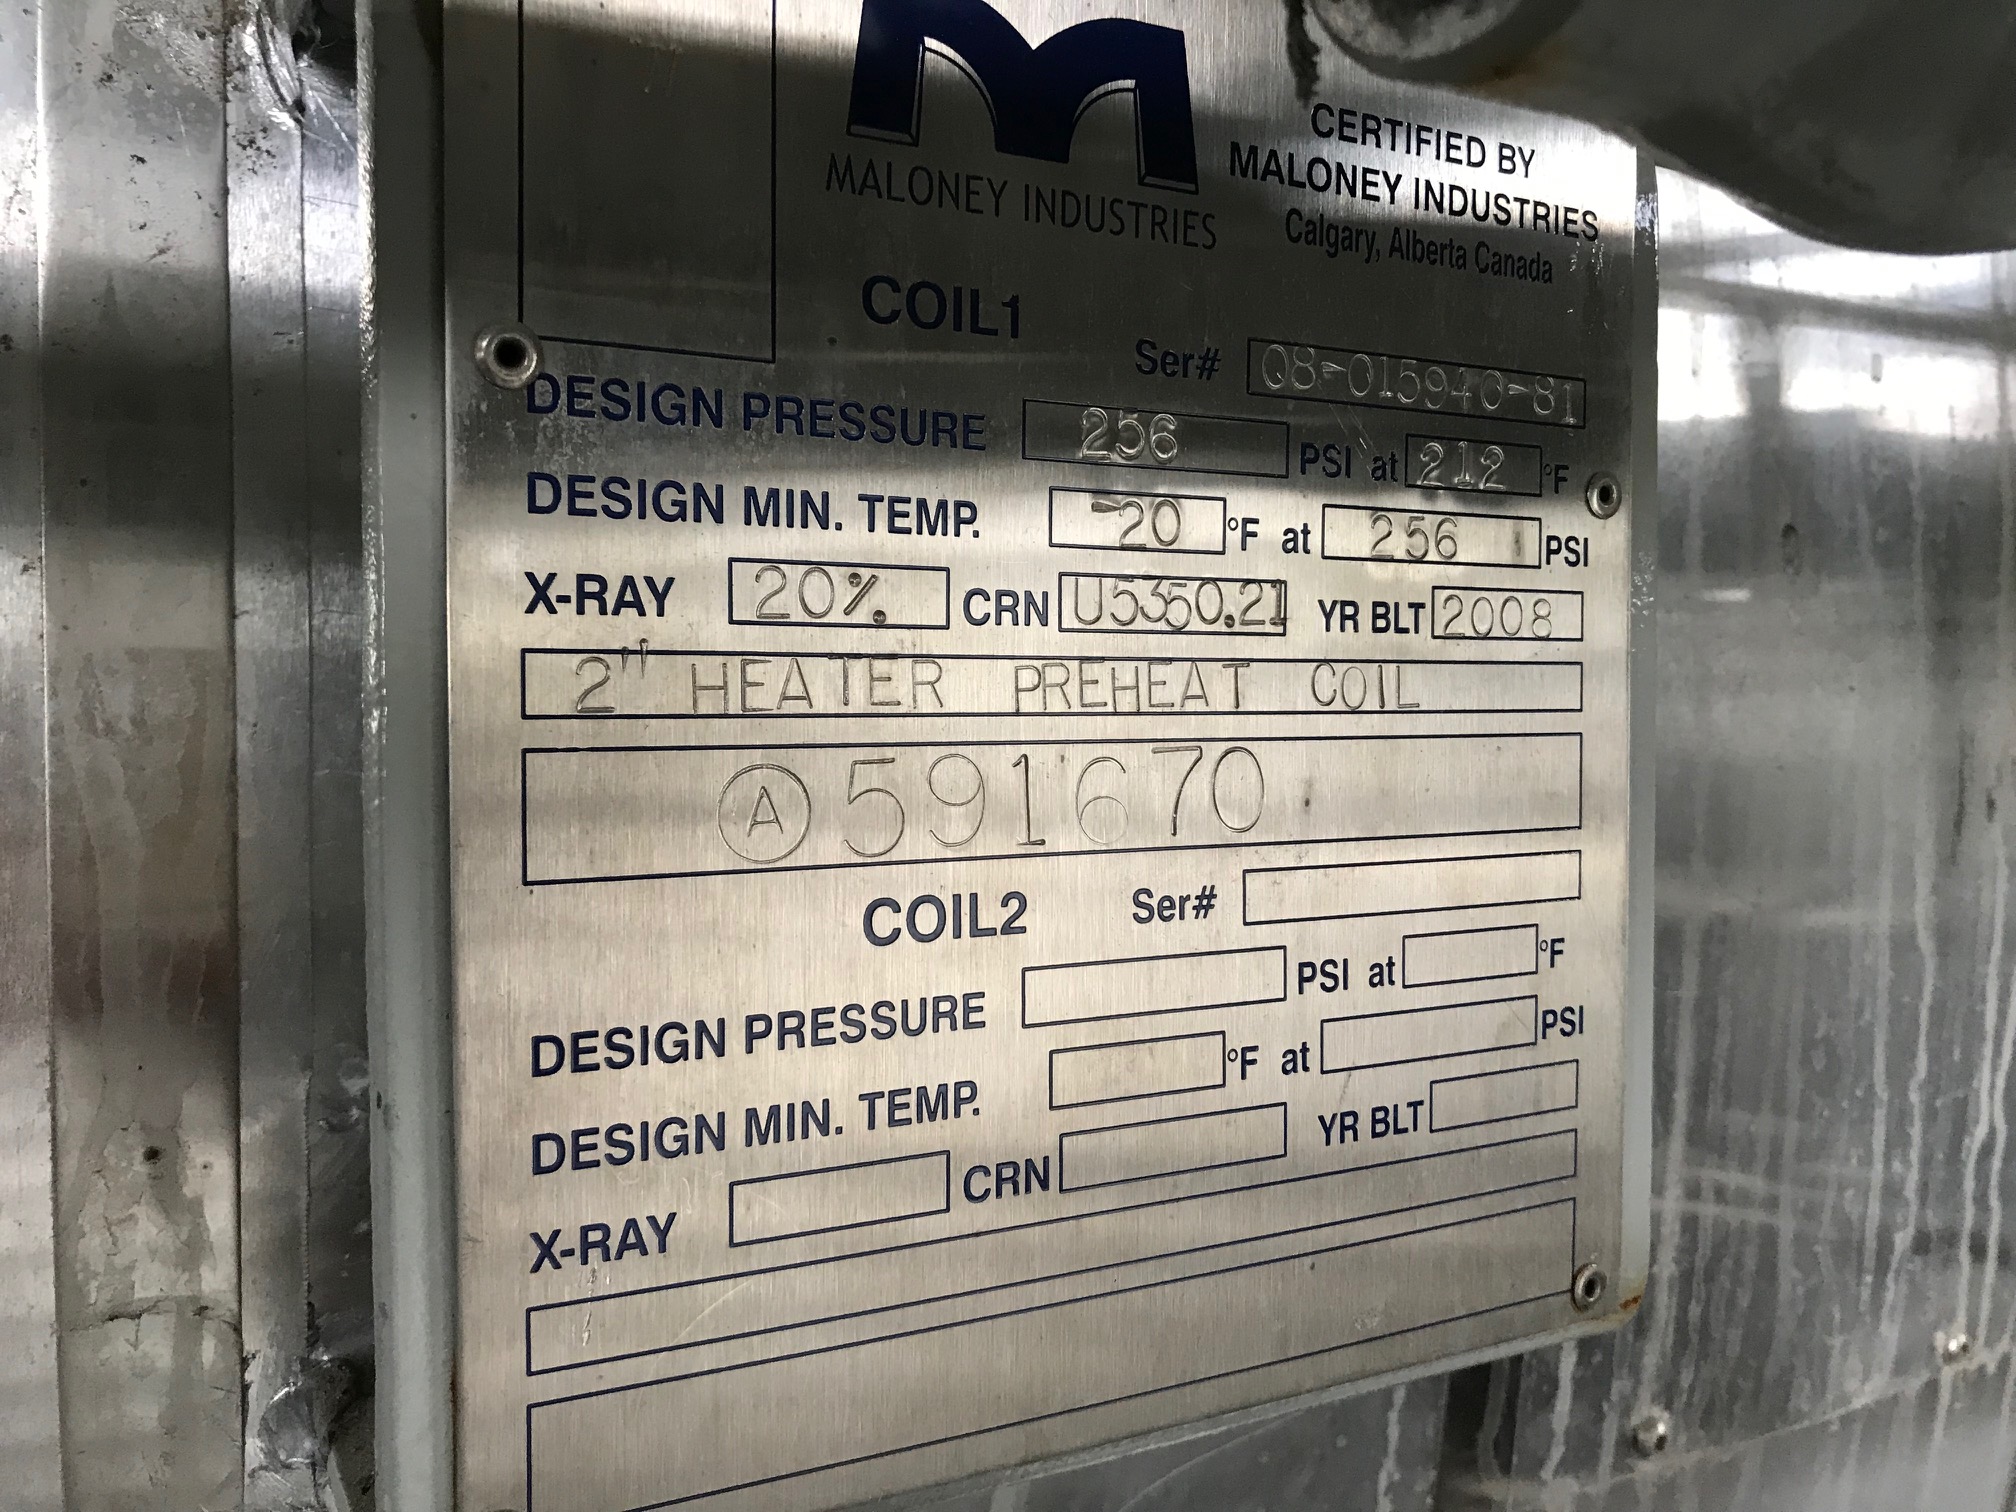 MALONEY INDUSTRIES
CERTIFIED BY
MALONEY INDUSTRIES
Calgary, Alberta Canada
COIL1
Ser# 08-015940-81
DESIGN PRESSURE 256 PSI at 212 °F
DESIGN MIN. TEMP. -20 °F at 256 PSI
X-RAY 20% CRN U5350.21 YR BLT 2008
2" HEATER PREHEAT COIL
A 591670
COIL2 Ser#
DESIGN PRESSURE PSI at °F
DESIGN MIN. TEMP. °F at PSI
X-RAY CRN YR BLT